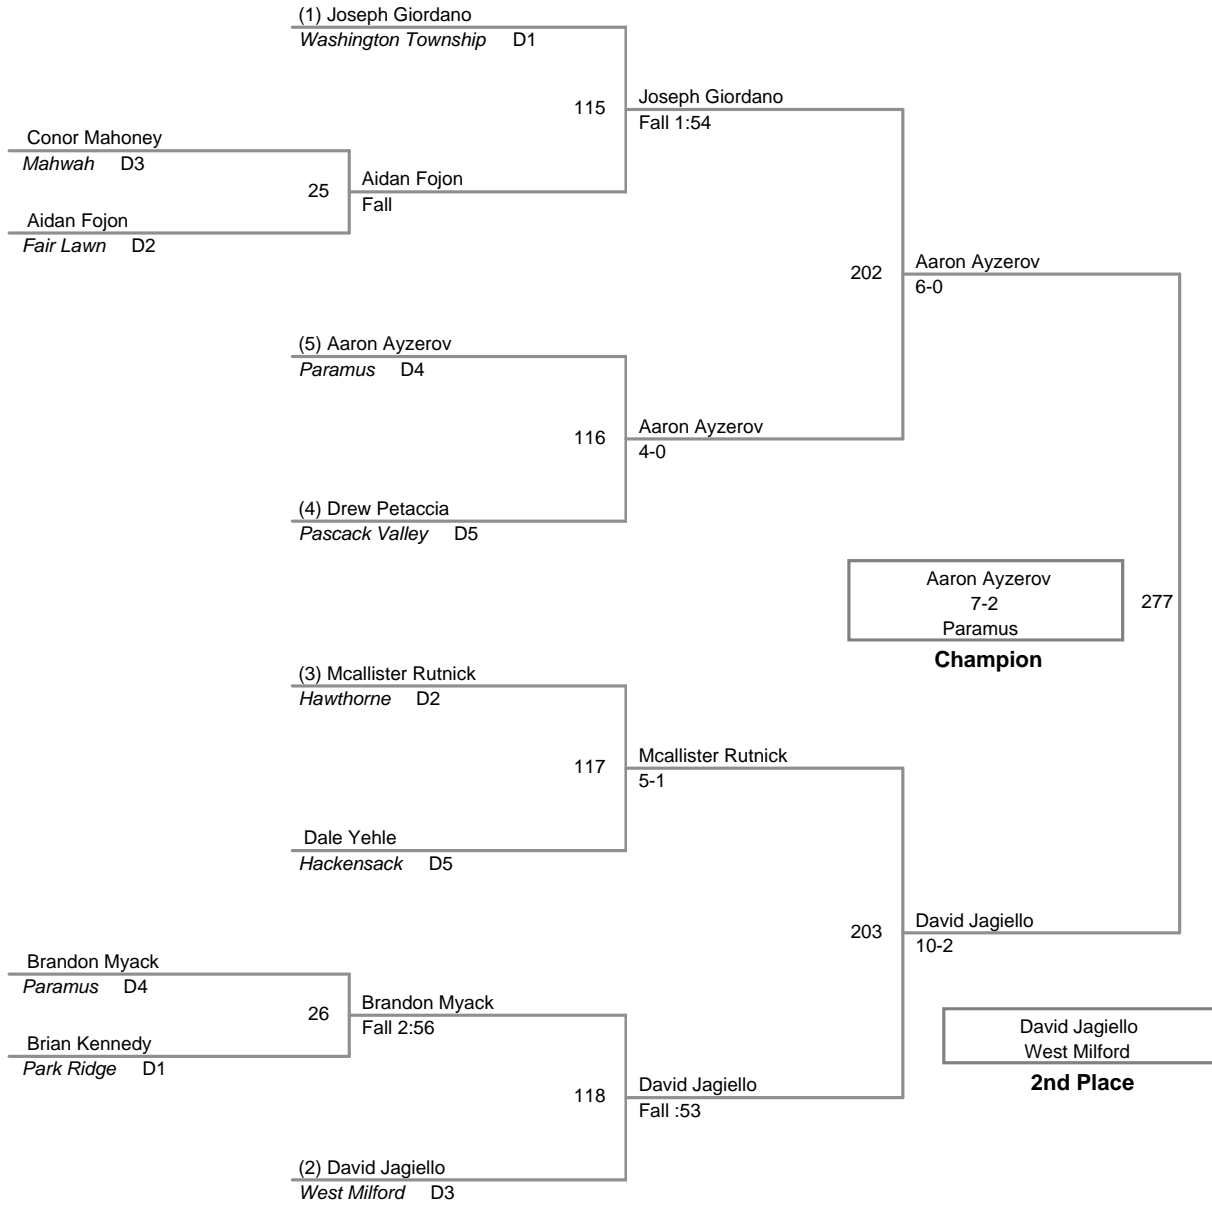 (1) Joseph Giordano
Washington Township D1
115
Joseph Giordano
Fall 1:54
Conor Mahoney
Mahwah D3
25
Aidan Fojon
Fall
Aidan Fojon
Fair Lawn D2
202
Aaron Ayzerov
6-0
(5) Aaron Ayzerov
Paramus D4
116
Aaron Ayzerov
4-0
(4) Drew Petaccia
Pascack Valley D5
Aaron Ayzerov
7-2
Paramus
Champion
277
(3) Mcallister Rutnick
Hawthorne D2
117
Mcallister Rutnick
5-1
Dale Yehle
Hackensack D5
203
David Jagiello
10-2
Brandon Myack
Paramus D4
26
Brandon Myack
Fall 2:56
Brian Kennedy
Park Ridge D1
David Jagiello
West Milford
2nd Place
118
David Jagiello
Fall :53
(2) David Jagiello
West Milford D3